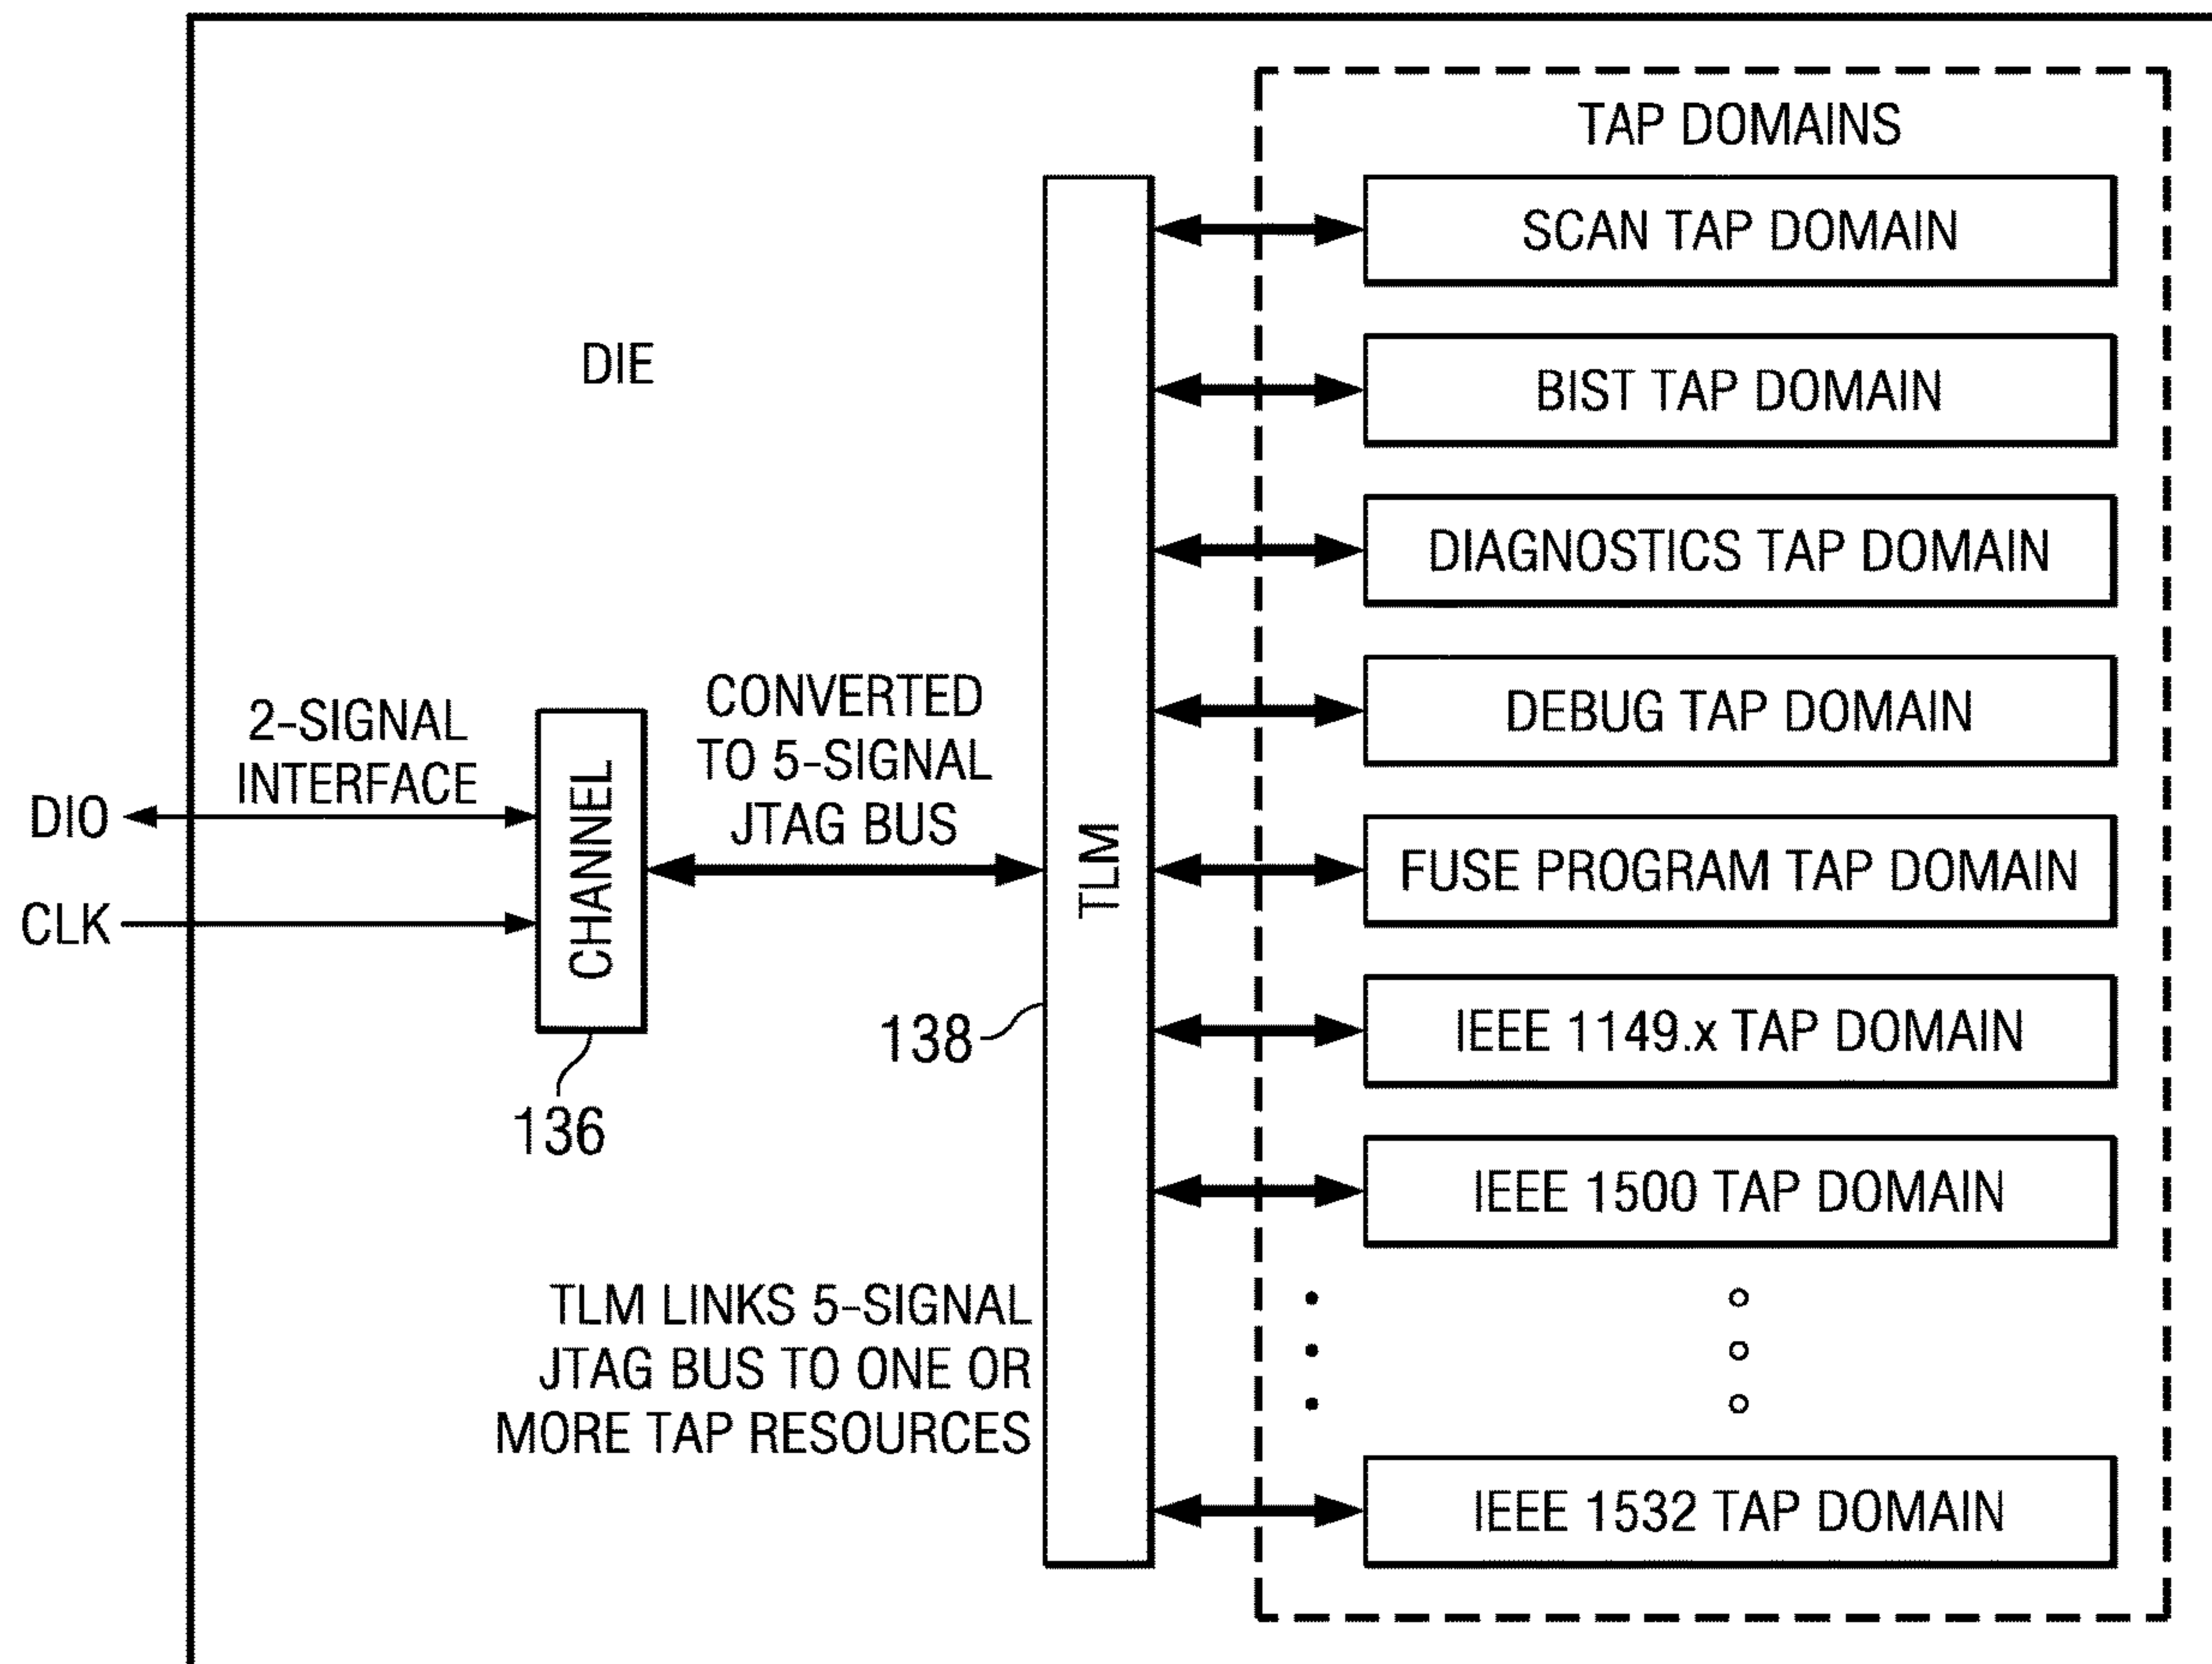 TAP DOMAINS
SCAN TAP DOMAIN
DIE
BIST TAP DOMAIN
DIAGNOSTICS TAP DOMAIN
DEBUG TAP DOMAIN
2-SIGNAL
INTERFACE
CONVERTED
TO 5-SIGNAL
JTAG BUS
DIO
CLK
CHANNEL
136
TLM
138
FUSE PROGRAM TAP DOMAIN
IEEE 1149.x TAP DOMAIN
IEEE 1500 TAP DOMAIN
TLM LINKS 5-SIGNAL
JTAG BUS TO ONE OR
MORE TAP RESOURCES
IEEE 1532 TAP DOMAIN